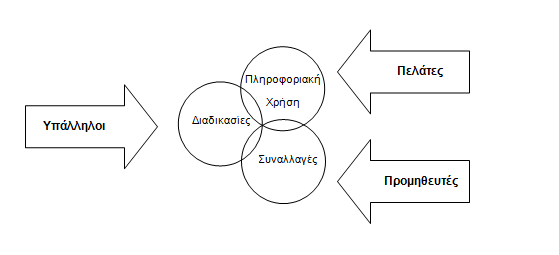 Πληροφοριακή
Χρήση
Πελάτες
Υπάλληλοι
Διαδικασίες
Συναλλαγές
Προμηθευτές